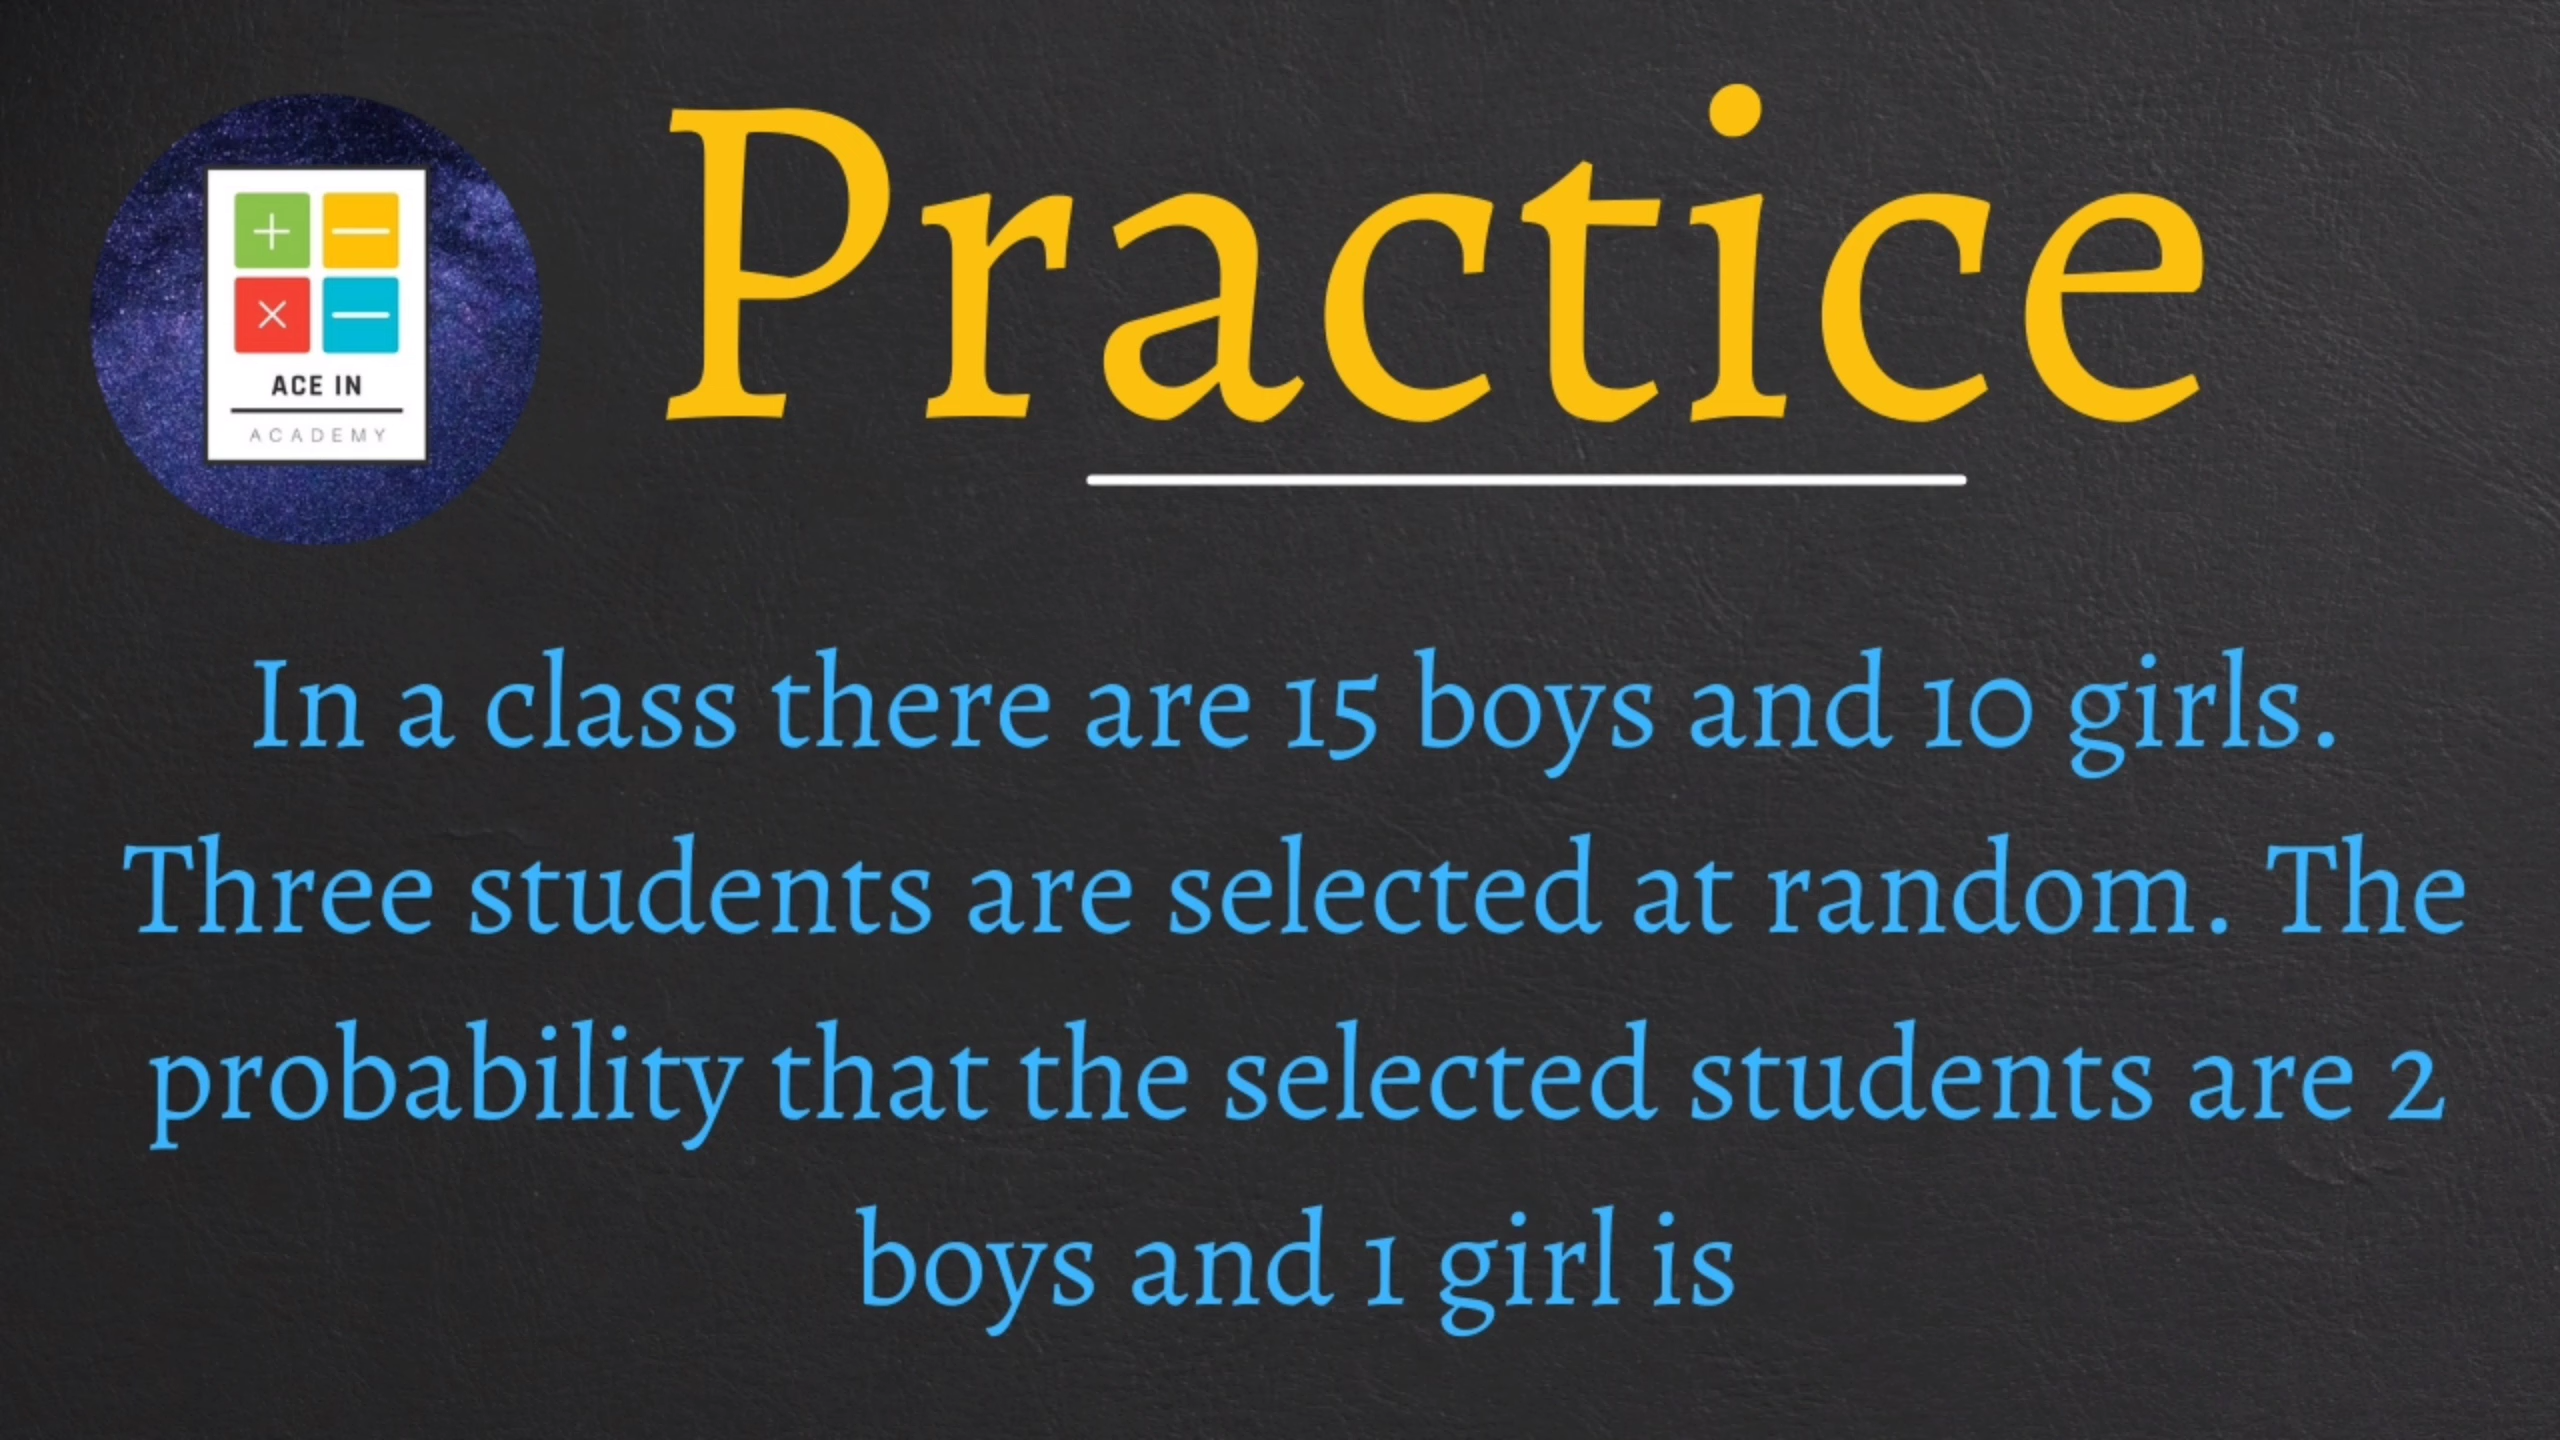 Practice
ACE IN
ACADEMY
In a class there are 15 boys and 10 girls.
Three students are selected at random. The
probability that the selected students are 2
boys and 1 girl is